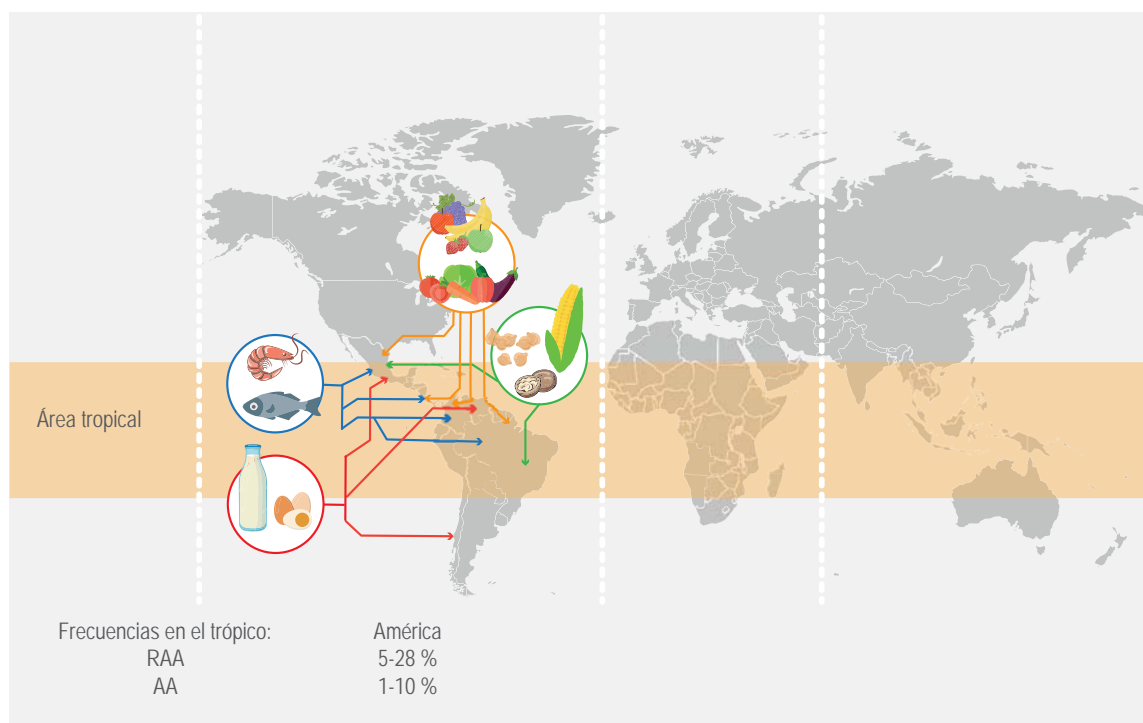 Área tropical
Frecuencias en el trópico: América
RAA 5-28 %
AA 1-10 %